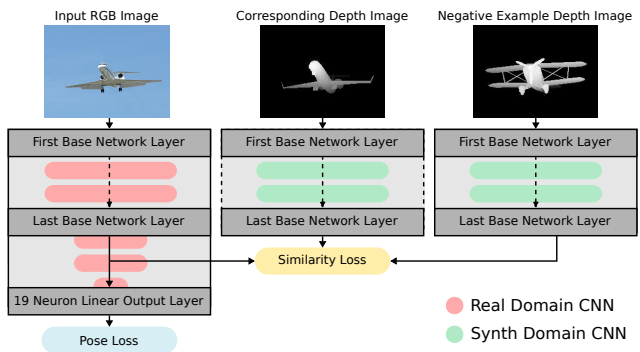 Input RGB Image
Corresponding Depth Image
Negative Example Depth Image
First Base Network Layer
First Base Network Layer
First Base Network Layer
Last Base Network Layer
Last Base Network Layer
Last Base Network Layer
Similarity Loss
19 Neuron Linear Output Layer
Pose Loss
Real Domain CNN
Synth Domain CNN